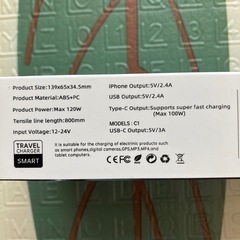 Product Size:139x65x34.5mm
Product Material:ABS+PC
Product Power:Max 120W
Tensile line length:800mm
Input Voltage:12-24V
iPhone Output:5V/2.4A
USB Output:5V/2.4A
Type-C Output:Supports super fast charging
(Max 100W)
MODELS: C1
USB-C Output:5V/3A
TRAVEL
CHARGER
SMART
It is suitable for the charging of electronic products such
as smart phones,digital cameras,GPS,MP3,MP4,and
tablet computers.